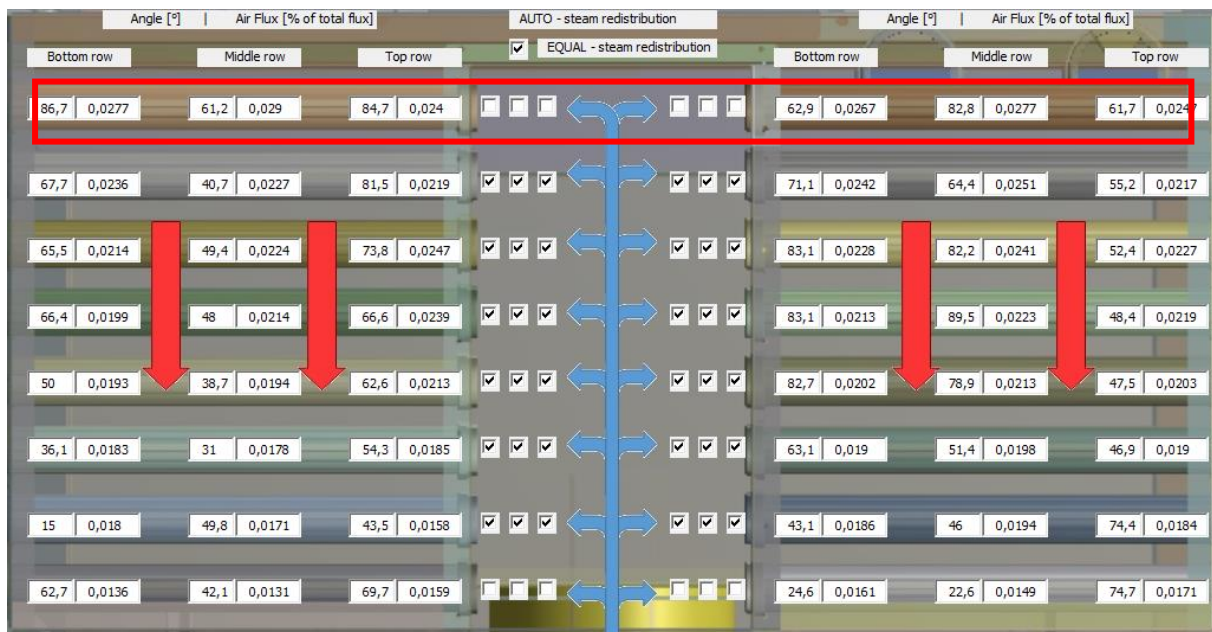 Angle [º] | Air Flux [% of total flux] AUTO - steam redistribution Angle [º] | Air Flux [% of total flux]
EQUAL - steam redistribution
Bottom row Middle row Top row Bottom row Middle row Top row
86,7 0,0277 61,2 0,029 84,7 0,024 62,9 0,0267 82,8 0,0277 61,7 0,0247
67,7 0,0236 40,7 0,0227 81,5 0,0219 71,1 0,0242 64,4 0,0251 55,2 0,0217
65,5 0,0214 49,4 0,0224 73,8 0,0247 83,1 0,0228 82,2 0,0241 52,4 0,0227
66,4 0,0199 48 0,0214 66,6 0,0239 83,1 0,0213 89,5 0,0223 48,4 0,0219
50 0,0193 38,7 0,0194 62,6 0,0213 82,7 0,0202 78,9 0,0213 47,5 0,0203
36,1 0,0183 31 0,0178 54,3 0,0185 63,1 0,019 51,4 0,0198 46,9 0,019
15 0,018 49,8 0,0171 43,5 0,0158 43,1 0,0186 46 0,0194 74,4 0,0184
62,7 0,0136 42,1 0,0131 69,7 0,0159 24,6 0,0161 22,6 0,0149 74,7 0,0171